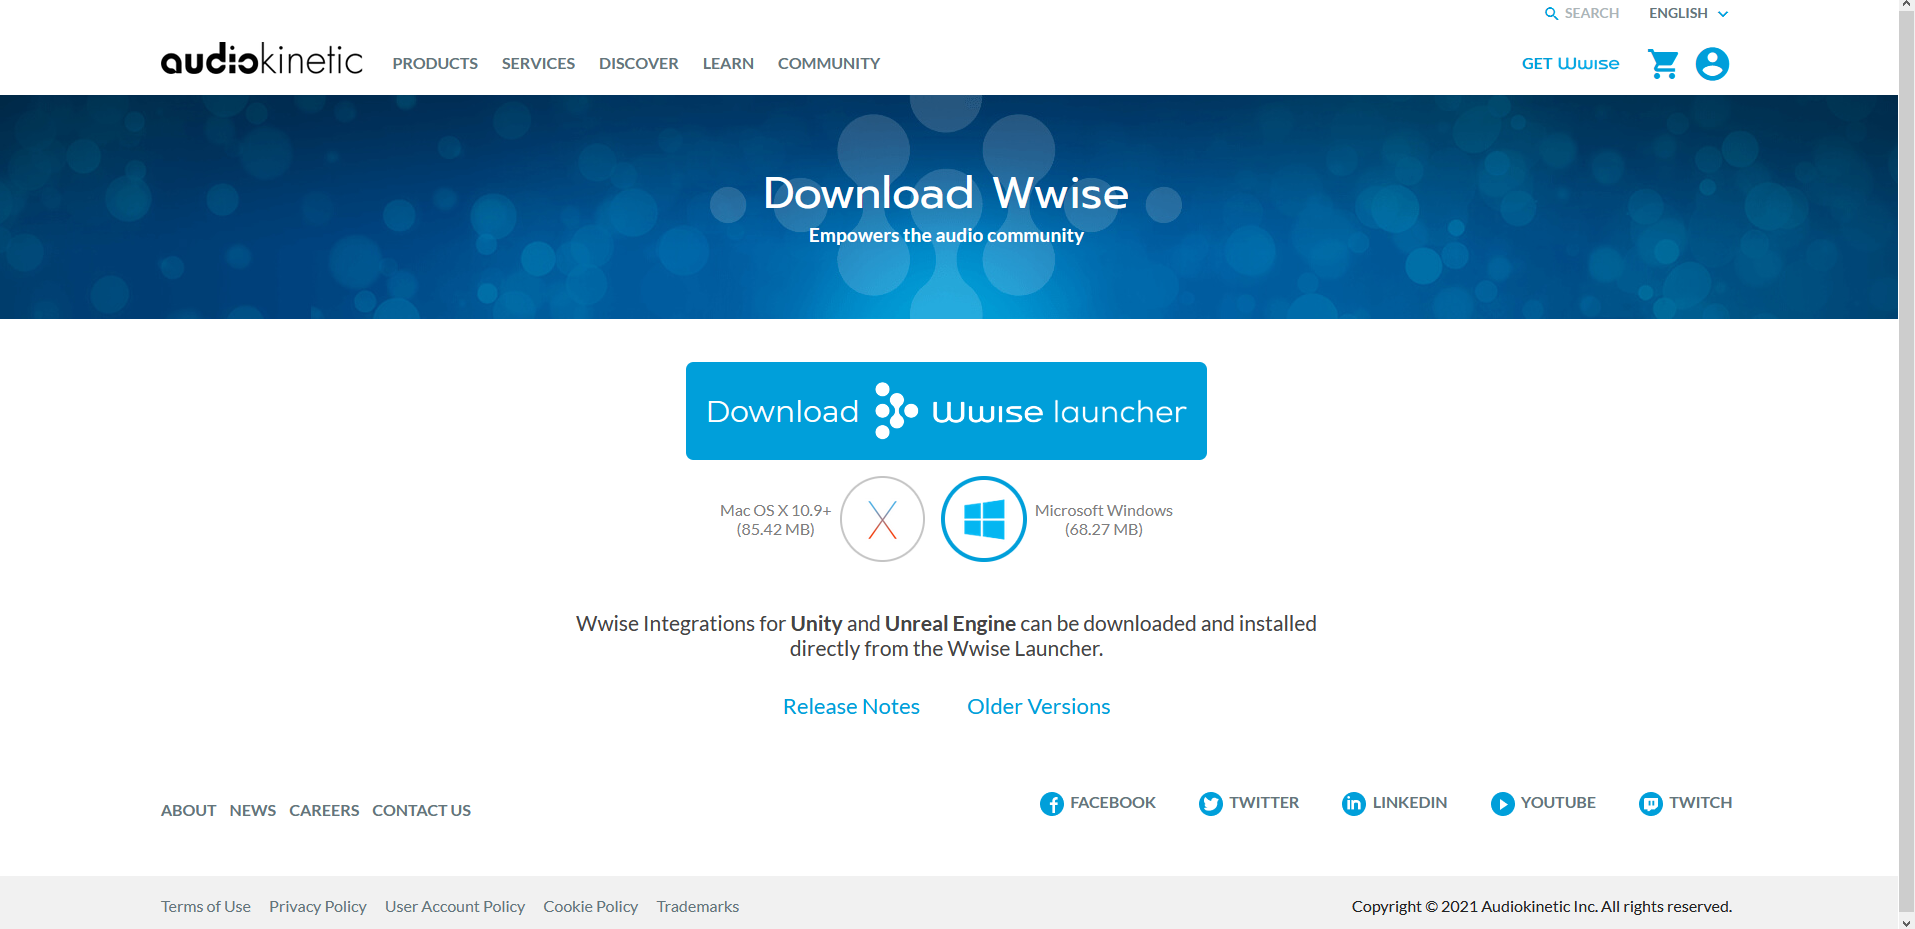 SEARCH ENGLISH
audiokinetic PRODUCTS SERVICES DISCOVER LEARN COMMUNITY GET Wwise
Download Wwise
Empowers the audio community
Download Wwise launcher
Mac OS X 10.9+
(85.42 MB)
Microsoft Windows
(68.27 MB)
Wwise Integrations for Unity and Unreal Engine can be downloaded and installed
directly from the Wwise Launcher.
Release Notes Older Versions
ABOUT NEWS CAREERS CONTACT US
FACEBOOK TWITTER LINKEDIN YOUTUBE TWITCH
Terms of Use Privacy Policy User Account Policy Cookie Policy Trademarks
Copyright © 2021 Audiokinetic Inc. All rights reserved.